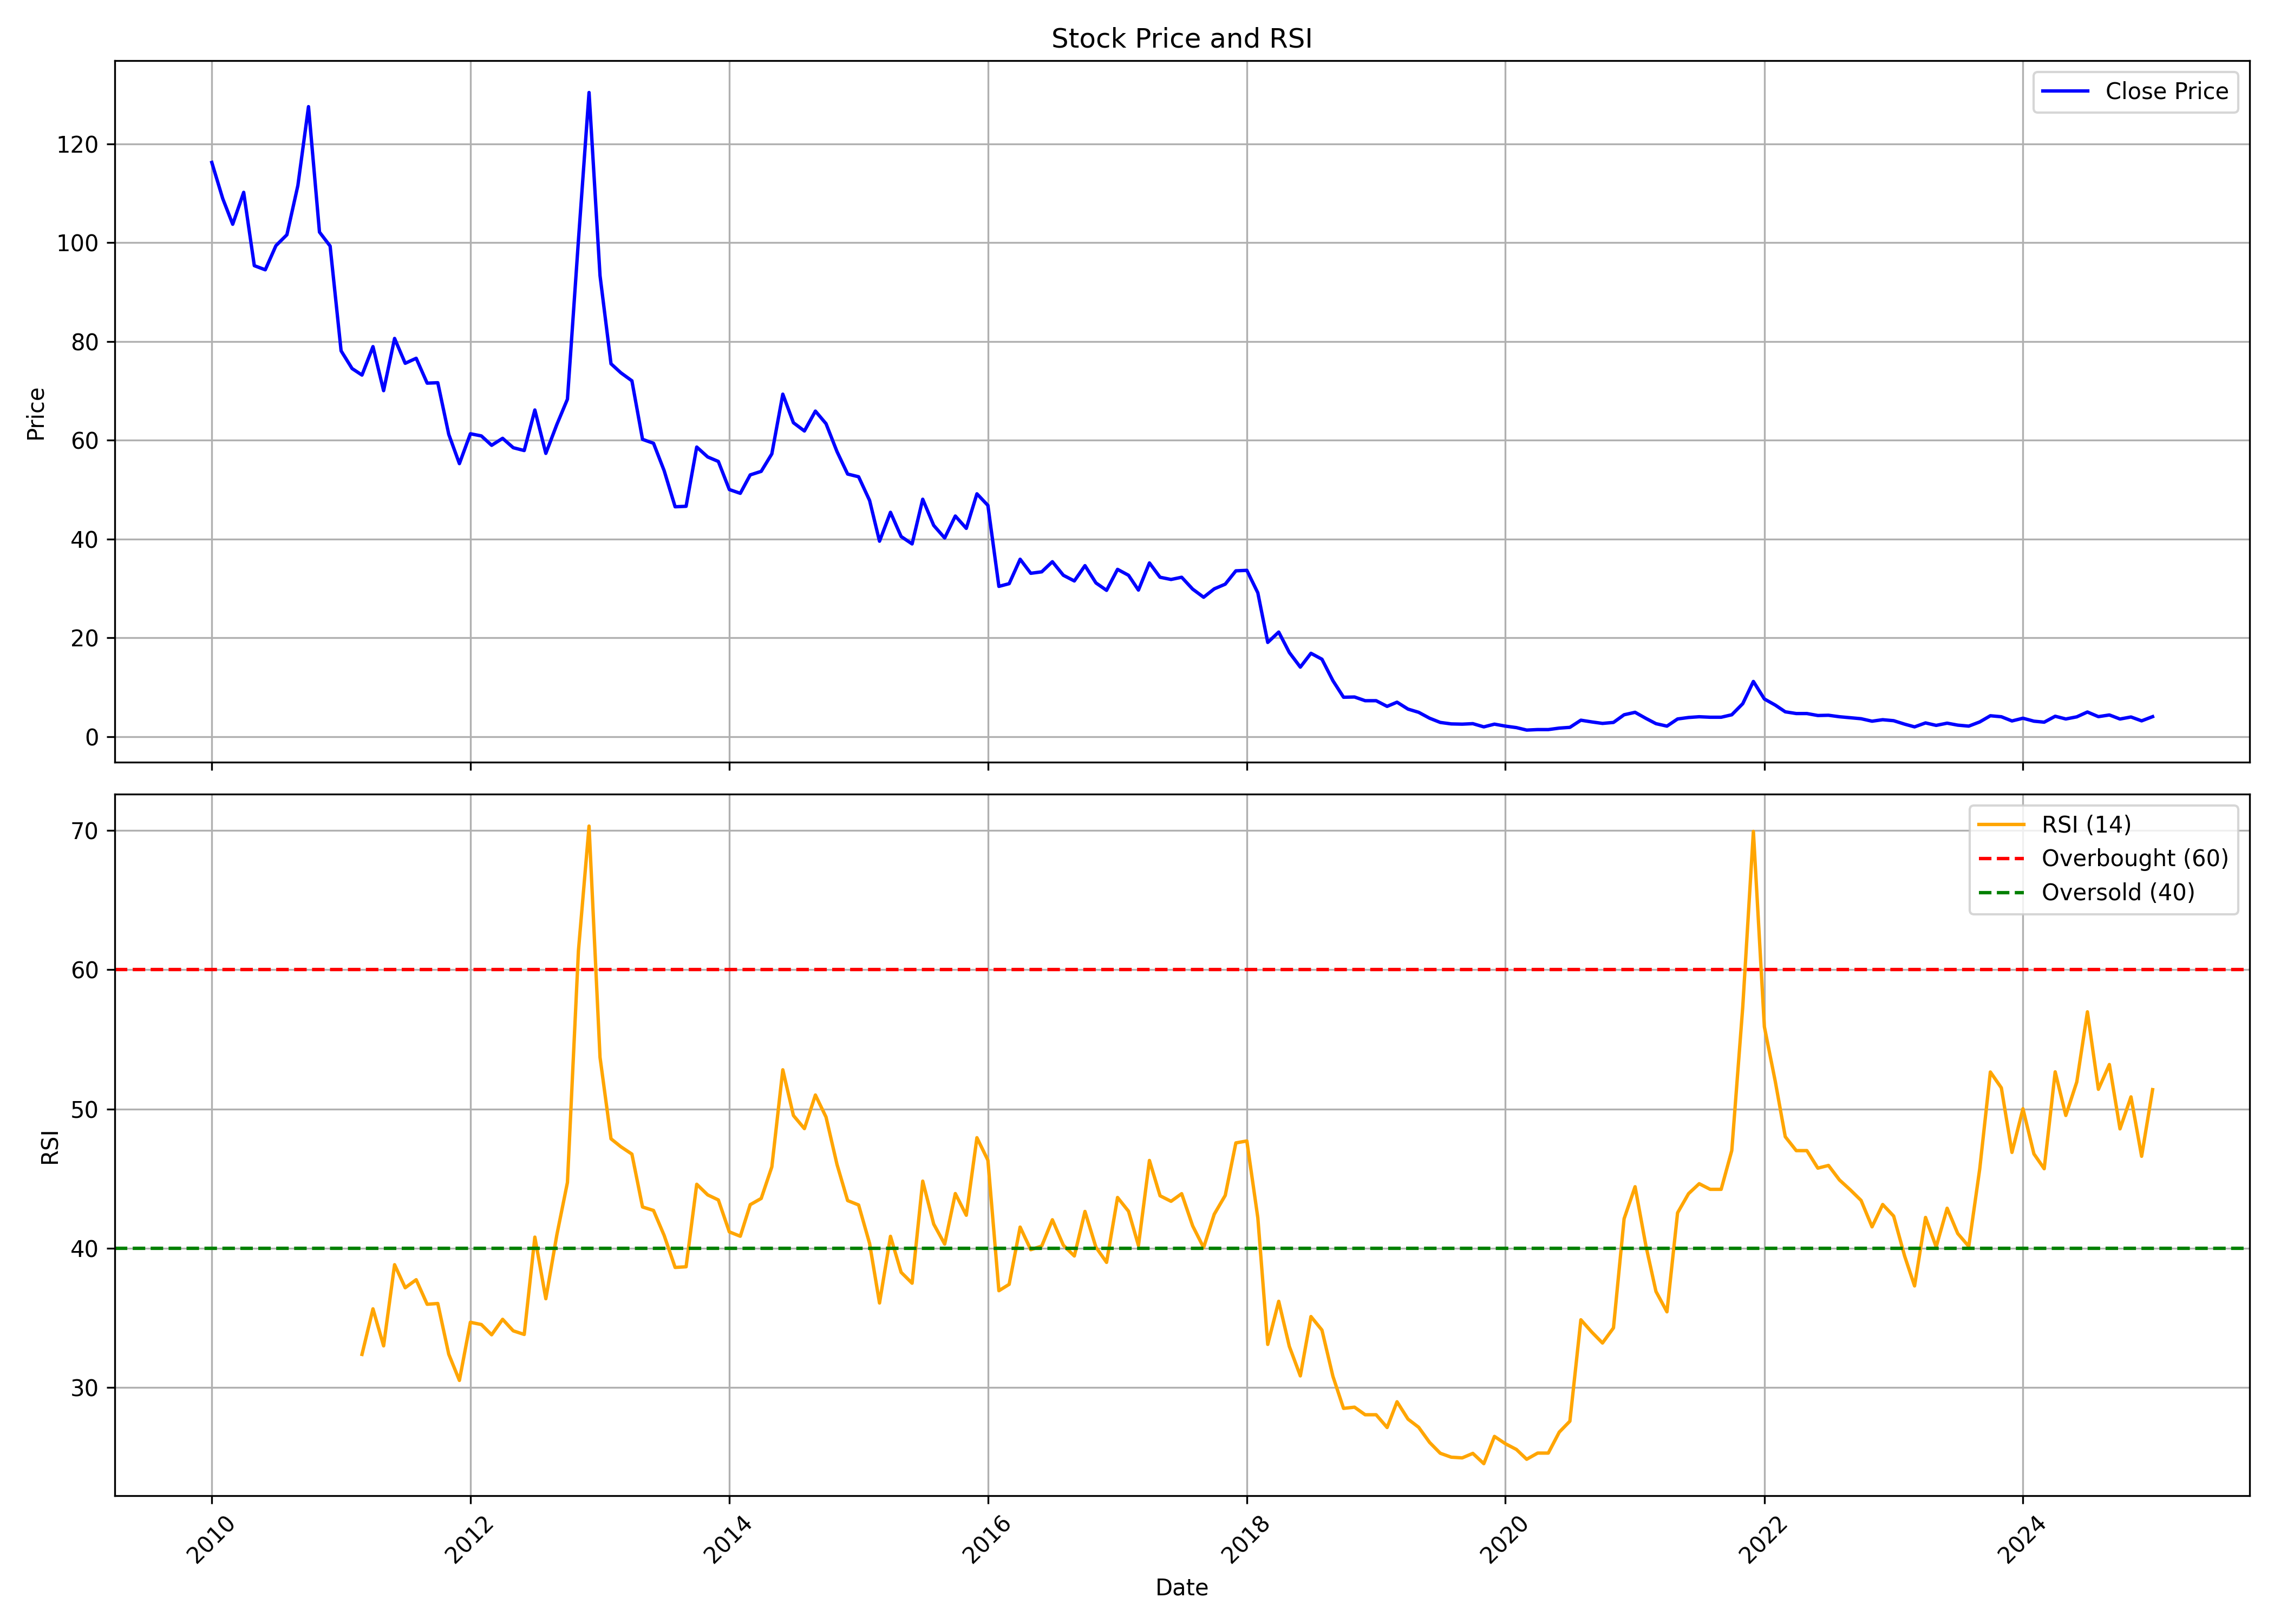 Stock Price and RSI
Close Price
120
100
80
60
40
20
0
Price
RSI (14)
Overbought (60)
Oversold (40)
70
60
50
40
30
RSI
2010
2012
2014
2016
2018
2020
2022
2024
Date